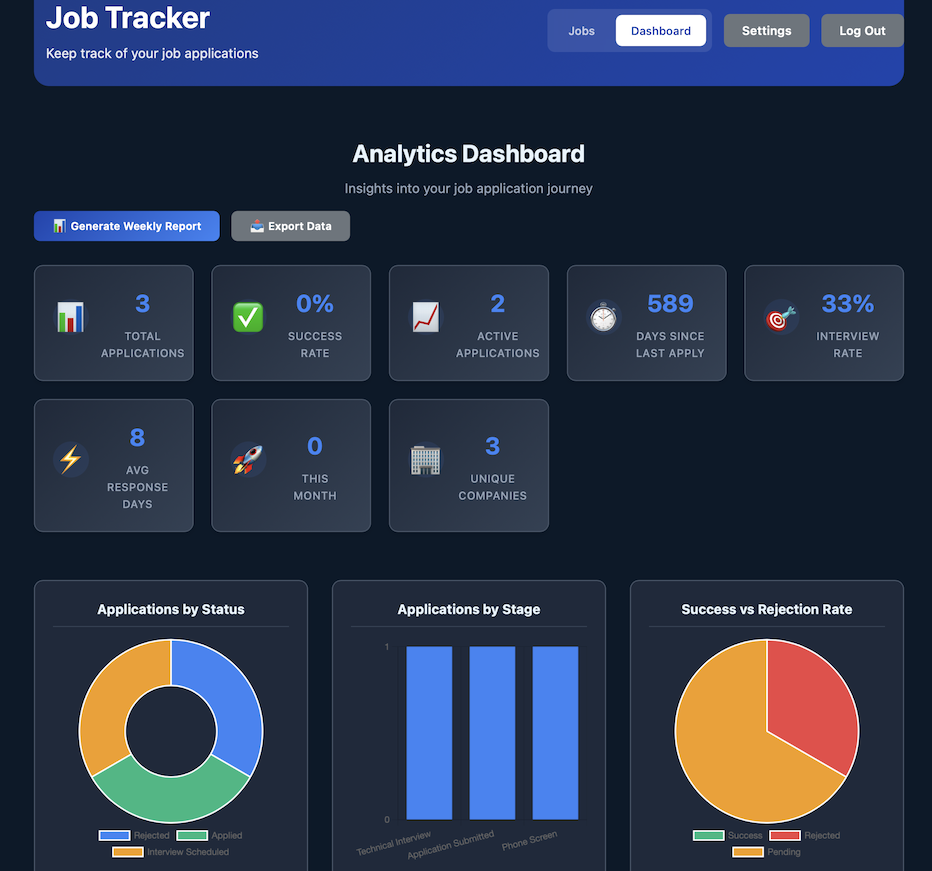 Job Tracker
Keep track of your job applications
Jobs
Dashboard
Settings
Log Out
Analytics Dashboard
Insights into your job application journey
Generate Weekly Report
Export Data
3
TOTAL
APPLICATIONS
0%
SUCCESS
RATE
2
ACTIVE
APPLICATIONS
589
DAYS SINCE
LAST APPLY
33%
INTERVIEW
RATE
8
AVG
RESPONSE
DAYS
0
THIS
MONTH
3
UNIQUE
COMPANIES
Applications by Status
Rejected
Applied
Interview Scheduled
Applications by Stage
1
0
Technical Interview
Application Submitted
Phone Screen
Success vs Rejection Rate
Success
Rejected
Pending